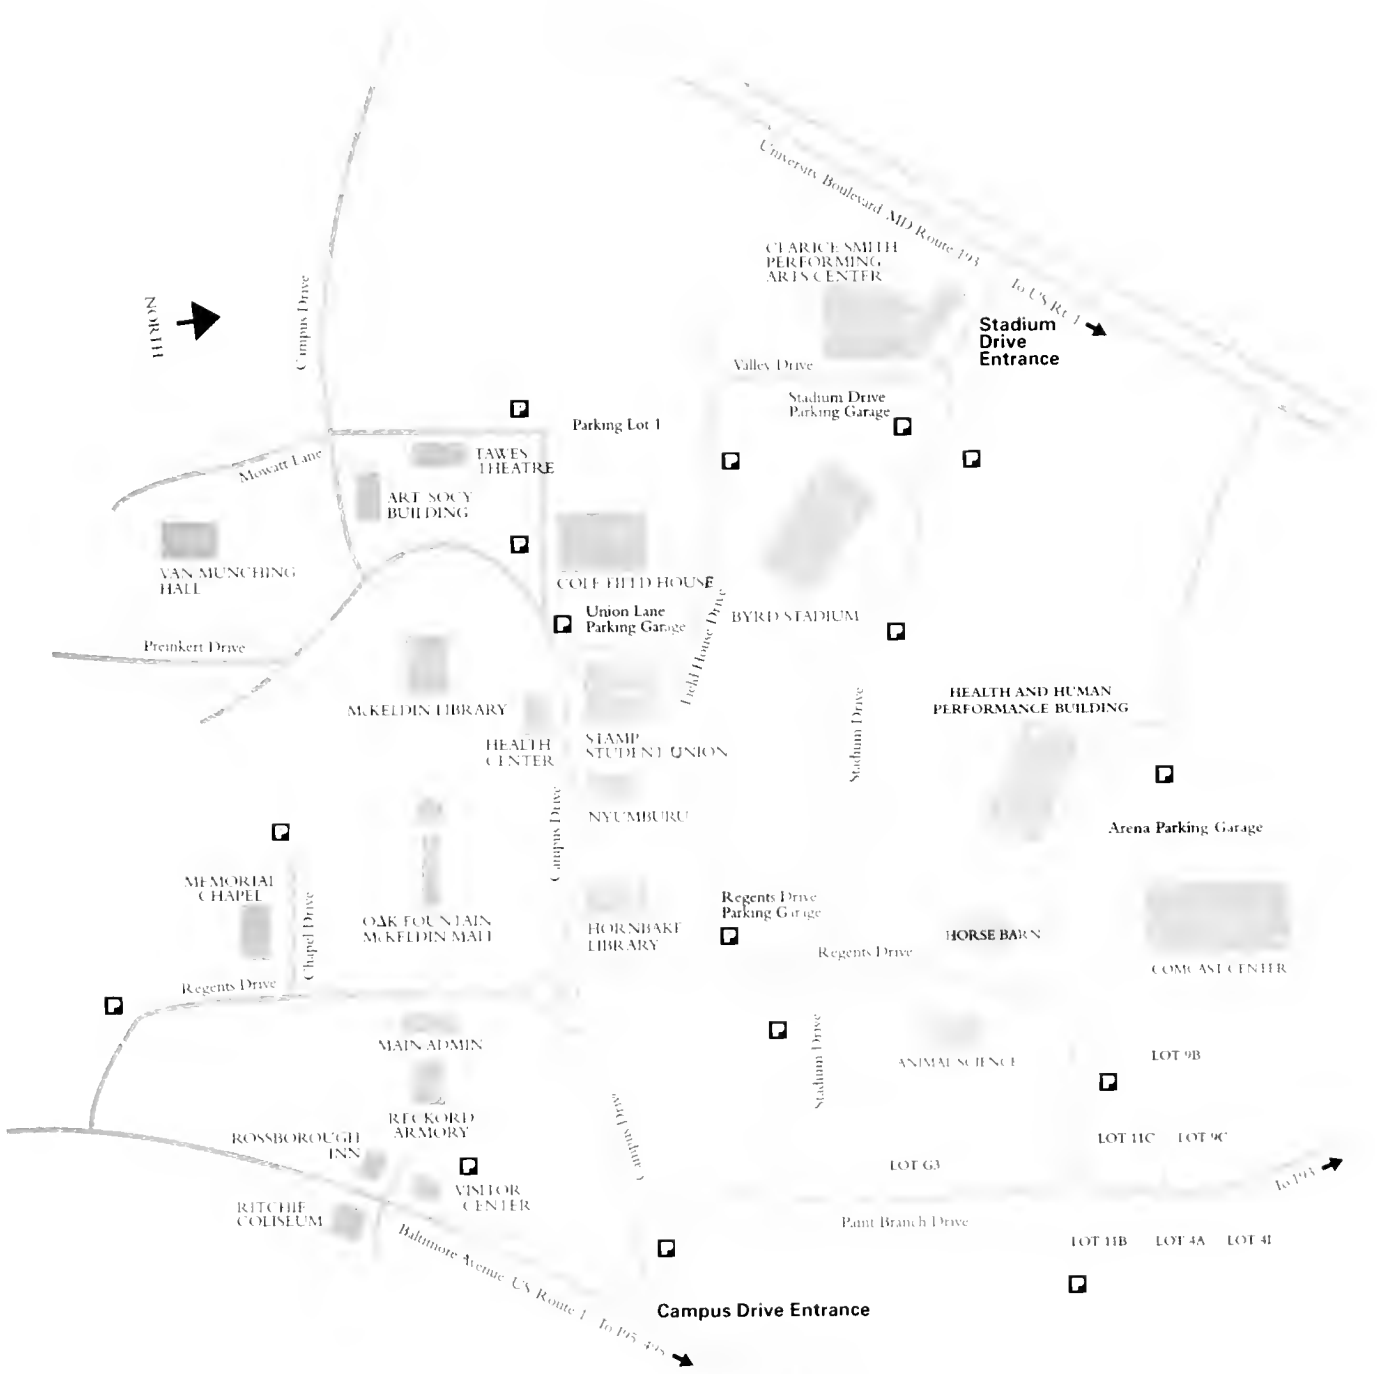 University Boulevard MD Route 193
To US Rt. 1
CLARICE SMITH
PERFORMING
ARTS CENTER
Stadium
Drive
Entrance
NORTH
Campus Drive
Valley Drive
Stadium Drive
Parking Garage
Parking Lot 1
Mowatt Lane
TAWES
THEATRE
ART SOCY
BUILDING
VAN MUNCHING
HALL
COLE FIELD HOUSE
Union Lane
Parking Garage
Field House Drive
BYRD STADIUM
Preinkert Drive
McKELDIN LIBRARY
HEALTH
CENTER
STAMP
STUDENT UNION
Stadium Drive
HEALTH AND HUMAN
PERFORMANCE BUILDING
Arena Parking Garage
NYUMBURU
Campus Drive
MEMORIAL
CHAPEL
Chapel Drive
ODK FOUNTAIN
McKELDIN MALL
HORNBAKE
LIBRARY
Regents Drive
Parking Garage
Regents Drive
HORSE BARN
COMCAST CENTER
Regents Drive
MAIN ADMIN
Stadium Drive
ANIMAL SCIENCE
LOT 9B
RECKORD
ARMORY
Campus Drive
LOT 11C
LOT 9C
ROSSBOROUGH
INN
LOT G3
To 193
VISITOR
CENTER
RITCHIE
COLISEUM
Paint Branch Drive
LOT 11B
LOT 4A
LOT 4I
Baltimore Avenue US Route 1
To I95, 495
Campus Drive Entrance